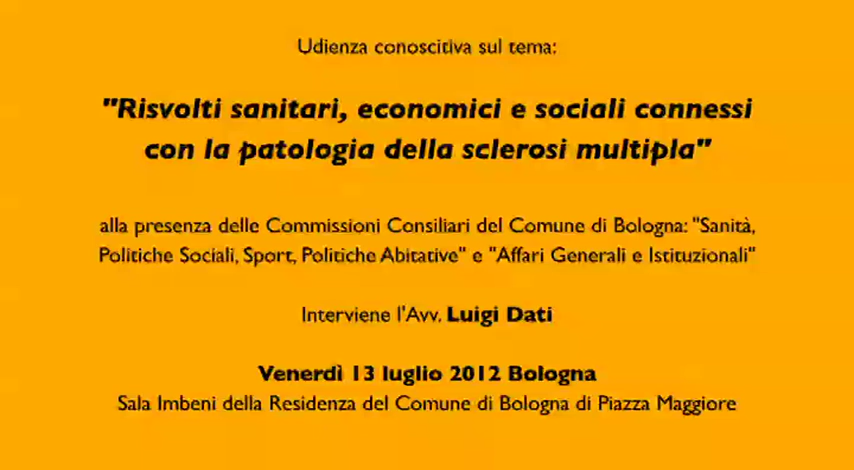 Udienza conoscitiva sul tema:
"Risvolti sanitari, economici e sociali connessi
con la patologia della sclerosi multipla"
alla presenza delle Commissioni Consiliari del Comune di Bologna: "Sanità,
Politiche Sociali, Sport, Politiche Abitative" e "Affari Generali e Istituzionali"
Interviene l'Avv. Luigi Dati
Venerdì 13 luglio 2012 Bologna
Sala Imbeni della Residenza del Comune di Bologna di Piazza Maggiore